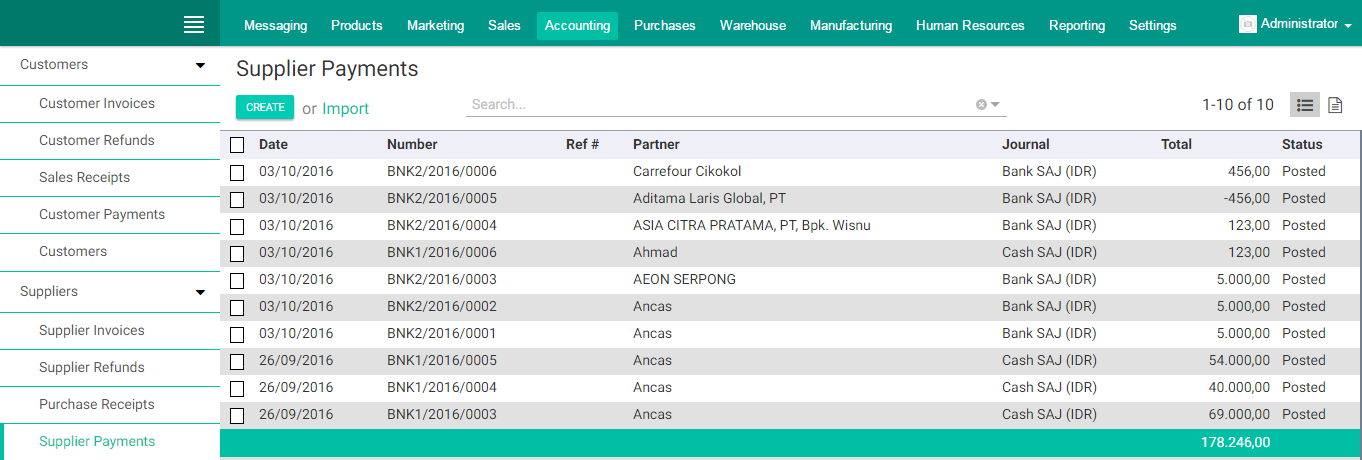 Messaging Products Marketing Sales Accounting Purchases Warehouse Manufacturing Human Resources Reporting Settings Administrator
Customers
Customer Invoices
Customer Refunds
Sales Receipts
Customer Payments
Customers
Suppliers
Supplier Invoices
Supplier Refunds
Purchase Receipts
Supplier Payments
Supplier Payments
CREATE or Import Search... 1-10 of 10
Date Number Ref # Partner Journal Total Status
03/10/2016 BNK2/2016/0006 Carrefour Cikokol Bank SAJ (IDR) 456,00 Posted
03/10/2016 BNK2/2016/0005 Aditama Laris Global, PT Bank SAJ (IDR) -456,00 Posted
03/10/2016 BNK2/2016/0004 ASIA CITRA PRATAMA, PT, Bpk. Wisnu Bank SAJ (IDR) 123,00 Posted
03/10/2016 BNK1/2016/0006 Ahmad Cash SAJ (IDR) 123,00 Posted
03/10/2016 BNK2/2016/0003 AEON SERPONG Bank SAJ (IDR) 5.000,00 Posted
03/10/2016 BNK2/2016/0002 Ancas Bank SAJ (IDR) 5.000,00 Posted
03/10/2016 BNK2/2016/0001 Ancas Bank SAJ (IDR) 5.000,00 Posted
26/09/2016 BNK1/2016/0005 Ancas Cash SAJ (IDR) 54.000,00 Posted
26/09/2016 BNK1/2016/0004 Ancas Cash SAJ (IDR) 40.000,00 Posted
26/09/2016 BNK1/2016/0003 Ancas Cash SAJ (IDR) 69.000,00 Posted
178.246,00